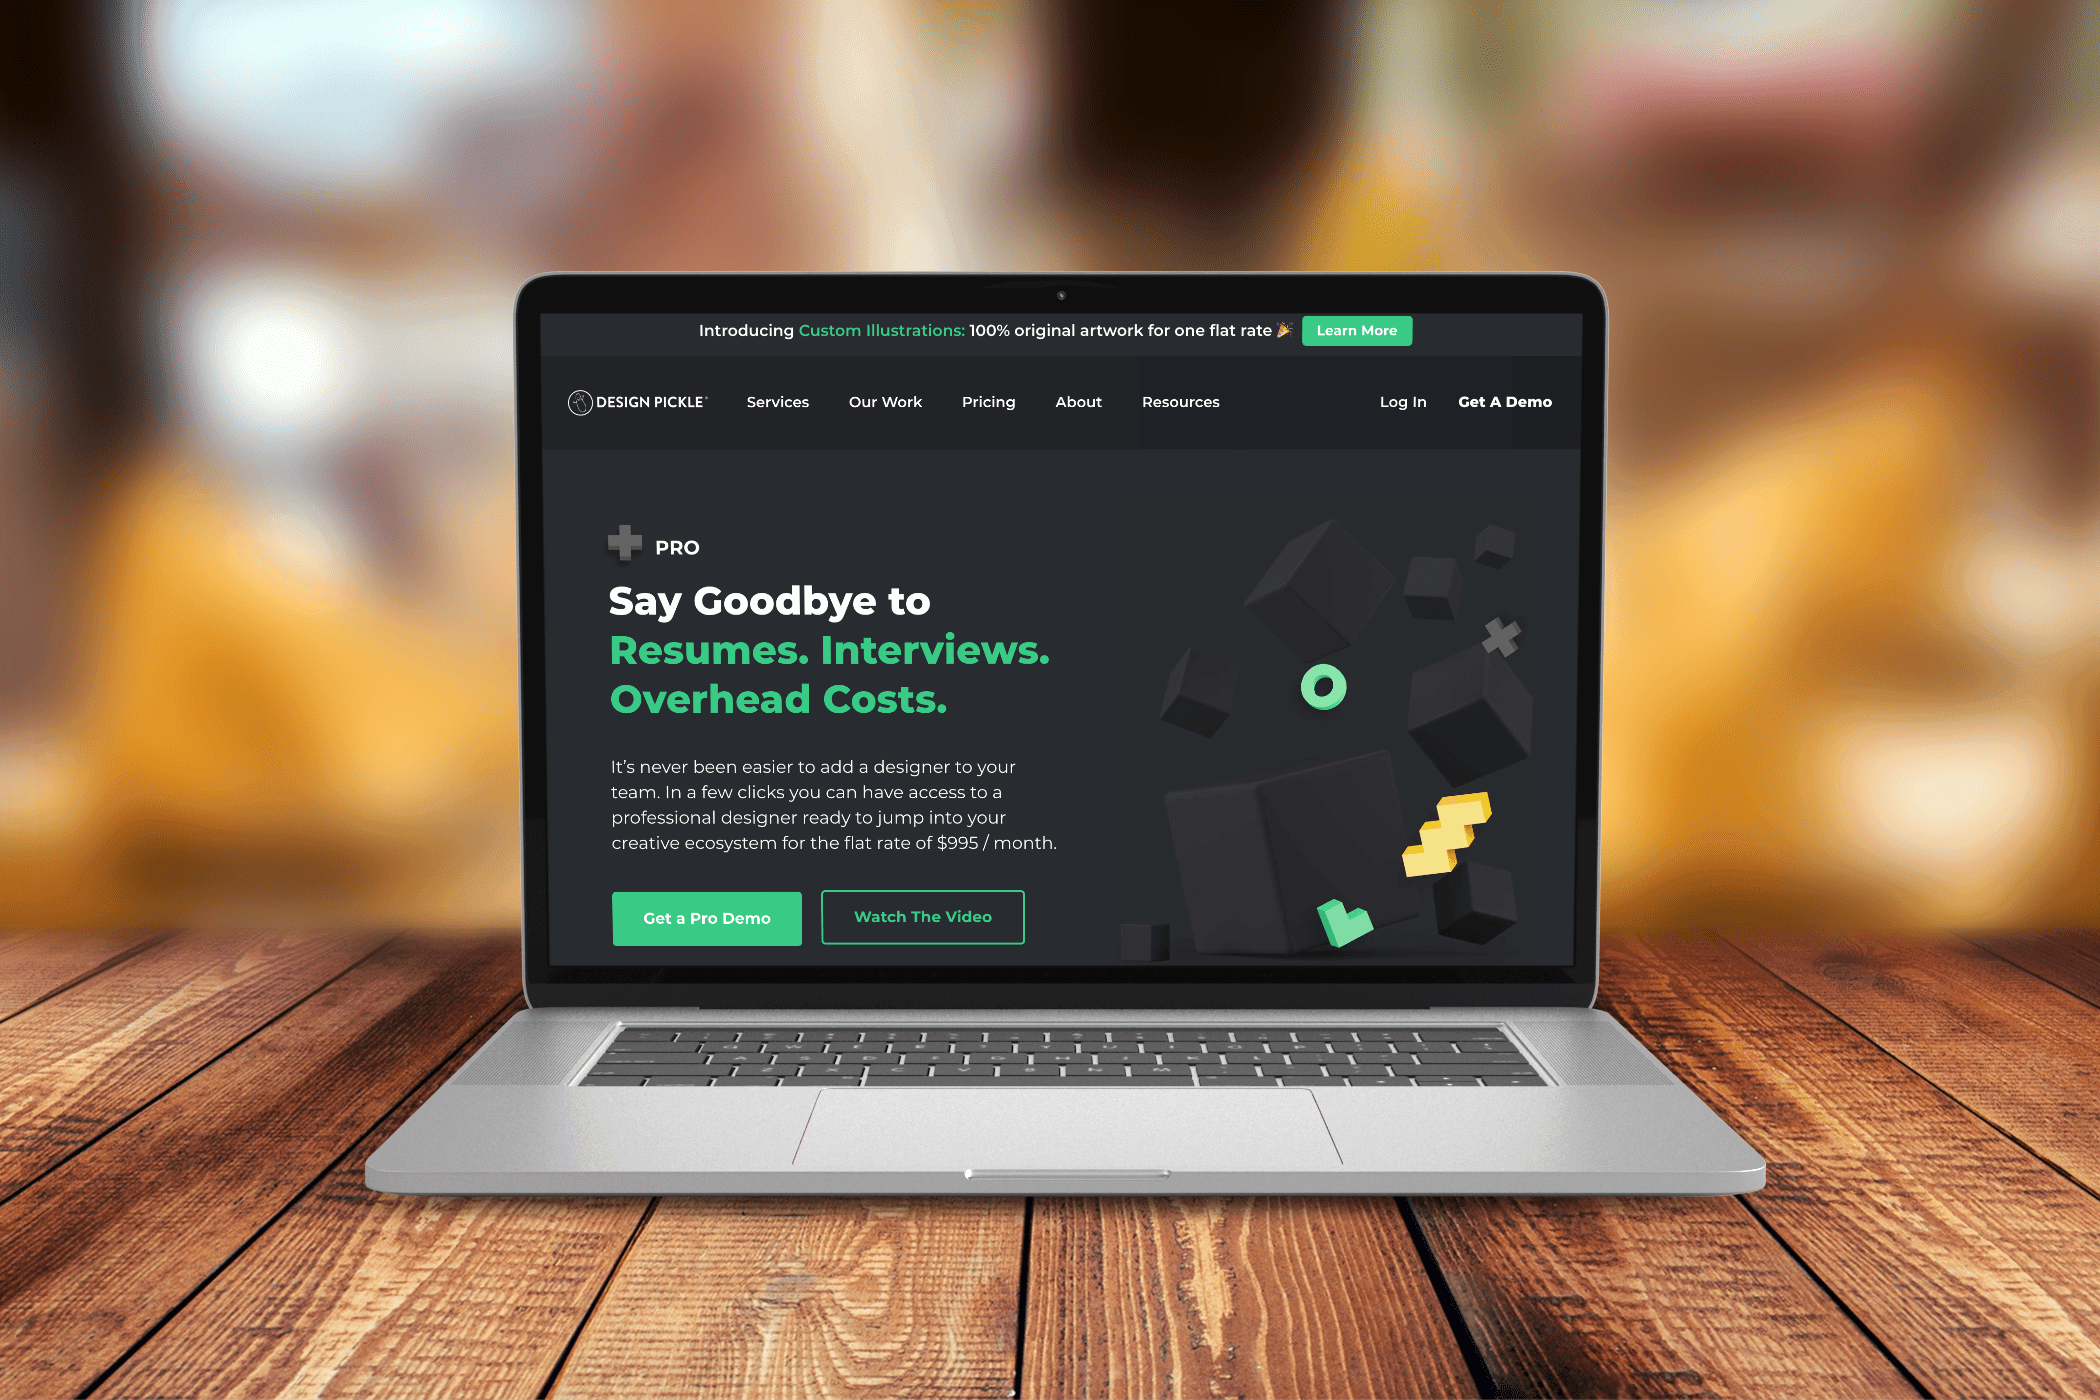 Introducing Custom Illustrations: 100% original artwork for one flat rate 🎉 Learn More
DESIGN PICKLE Services Our Work Pricing About Resources Log In Get A Demo
PRO
Say Goodbye to
Resumes. Interviews.
Overhead Costs.
It's never been easier to add a designer to your
team. In a few clicks you can have access to a
professional designer ready to jump into your
creative ecosystem for the flat rate of $995 / month.
Get a Pro Demo Watch The Video